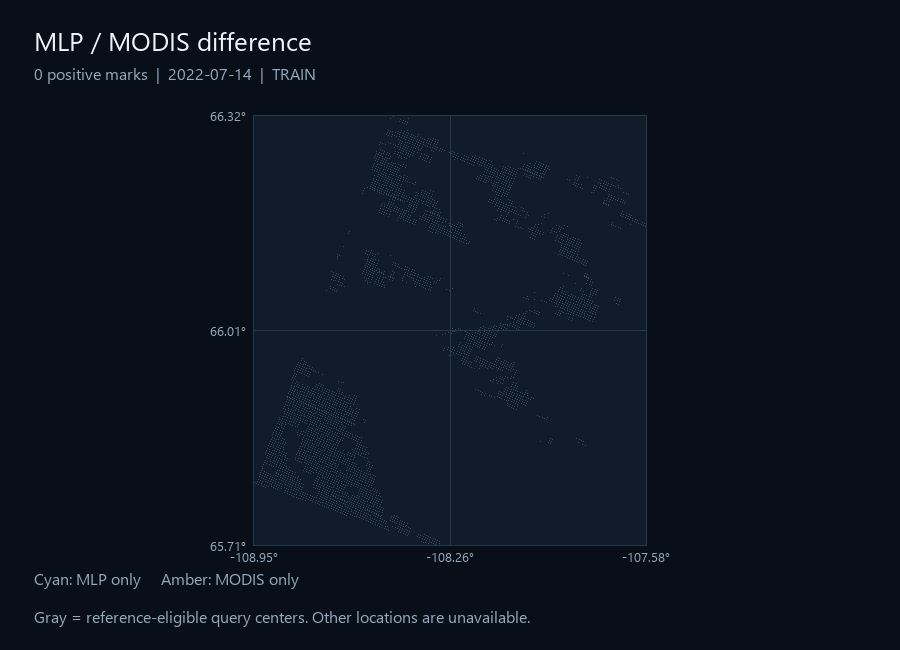 MLP / MODIS difference
0 positive marks | 2022-07-14 | TRAIN
66.32°
66.01°
65.71°
-108.95° -108.26° -107.58°
Cyan: MLP only Amber: MODIS only
Gray = reference-eligible query centers. Other locations are unavailable.